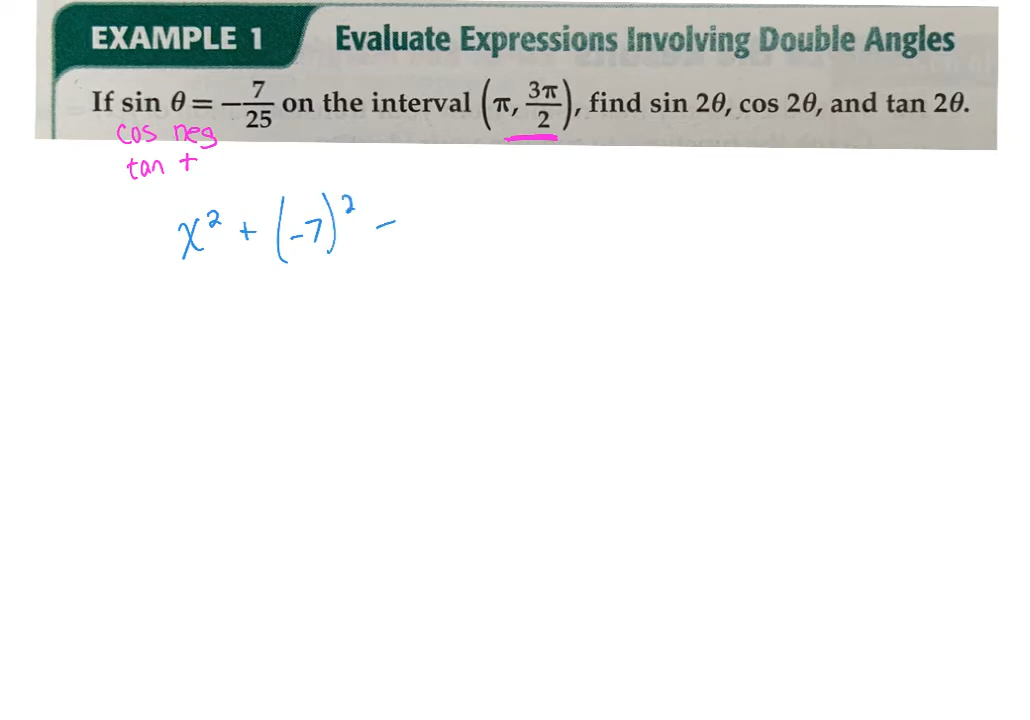 EXAMPLE 1 Evaluate Expressions Involving Double Angles
If sin θ = −7/25 on the interval (π, 3π/2), find sin 2θ, cos 2θ, and tan 2θ.
cos neg
tan +
x² + (-7)² -